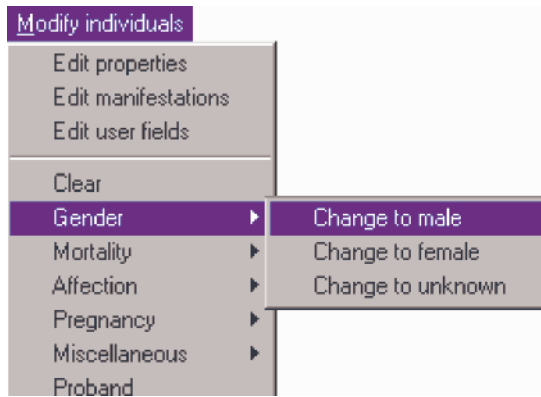 Modify individuals
Edit properties
Edit manifestations
Edit user fields
Clear
Gender
Change to male
Mortality
Change to female
Affection
Change to unknown
Pregnancy
Miscellaneous
Proband